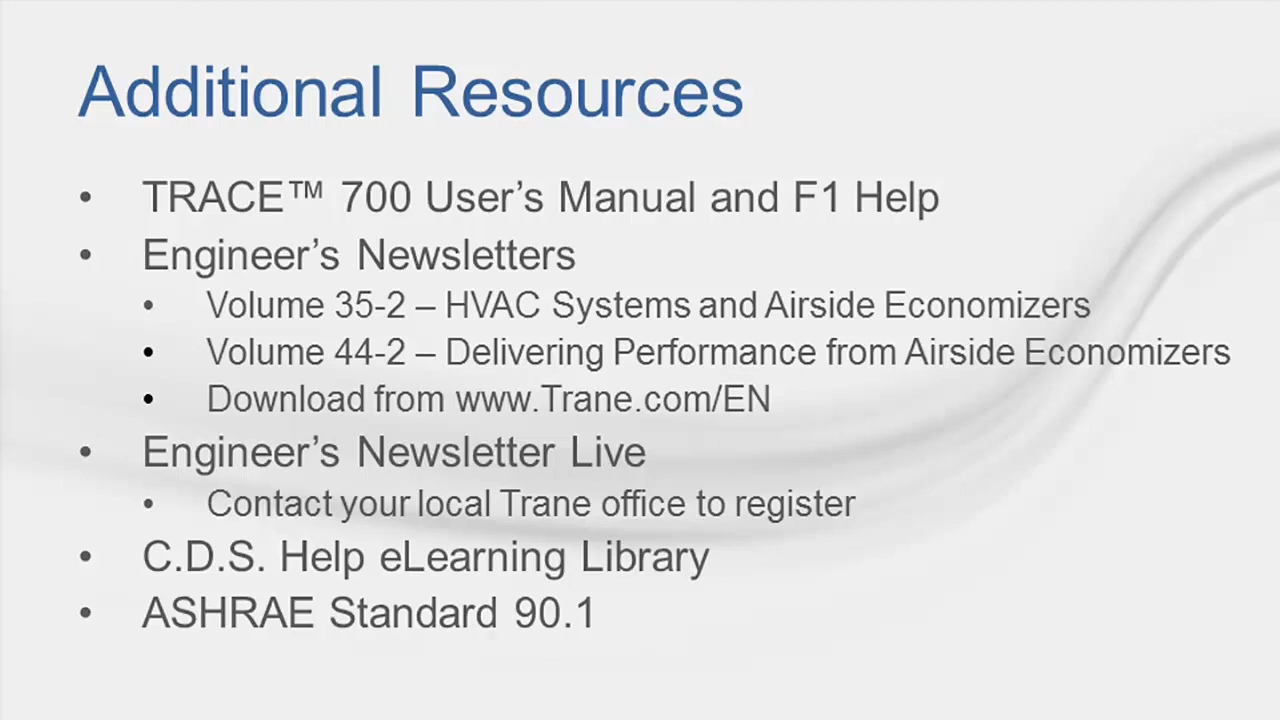 Additional Resources
• TRACE™ 700 User's Manual and F1 Help
• Engineer's Newsletters
• Volume 35-2 – HVAC Systems and Airside Economizers
• Volume 44-2 – Delivering Performance from Airside Economizers
• Download from www.Trane.com/EN
• Engineer's Newsletter Live
• Contact your local Trane office to register
• C.D.S. Help eLearning Library
• ASHRAE Standard 90.1